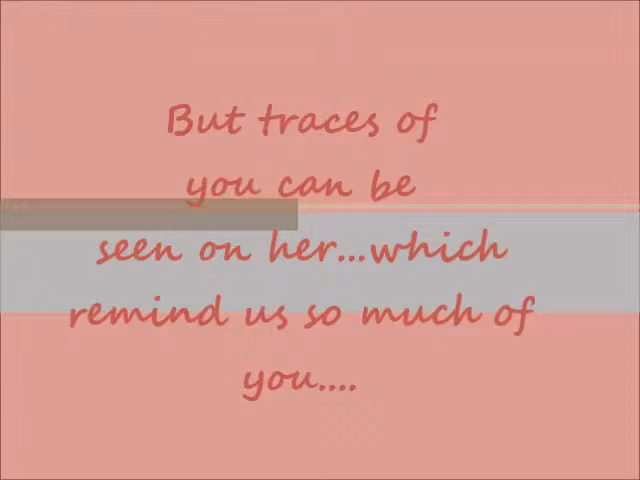 But traces of
you can be
seen on her...which
remind us so much of
you....